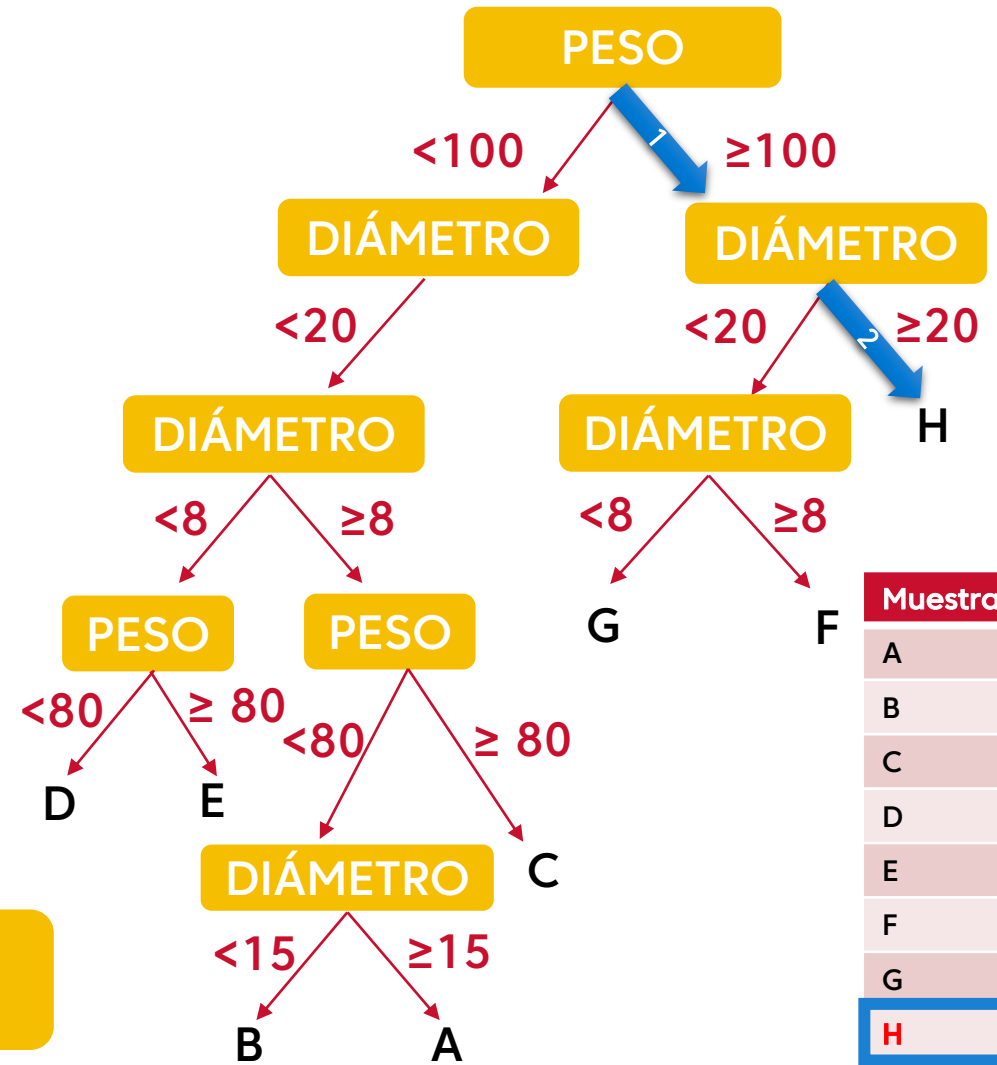 PESO
1
<100
≥100
DIÁMETRO
DIÁMETRO
<20
<20
2
≥20
DIÁMETRO
DIÁMETRO
H
<8
≥8
<8
≥8
PESO
PESO
G
F
<80
≥ 80
<80
≥ 80
D
E
DIÁMETRO
C
<15
≥15
B
A
Muestra
A
B
C
D
E
F
G
H